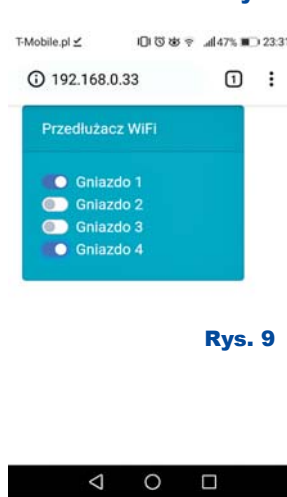 T-Mobile.pl 47% 23:31
192.168.0.33 1
Przedłużacz WiFi
Gniazdo 1
Gniazdo 2
Gniazdo 3
Gniazdo 4
Rys. 9